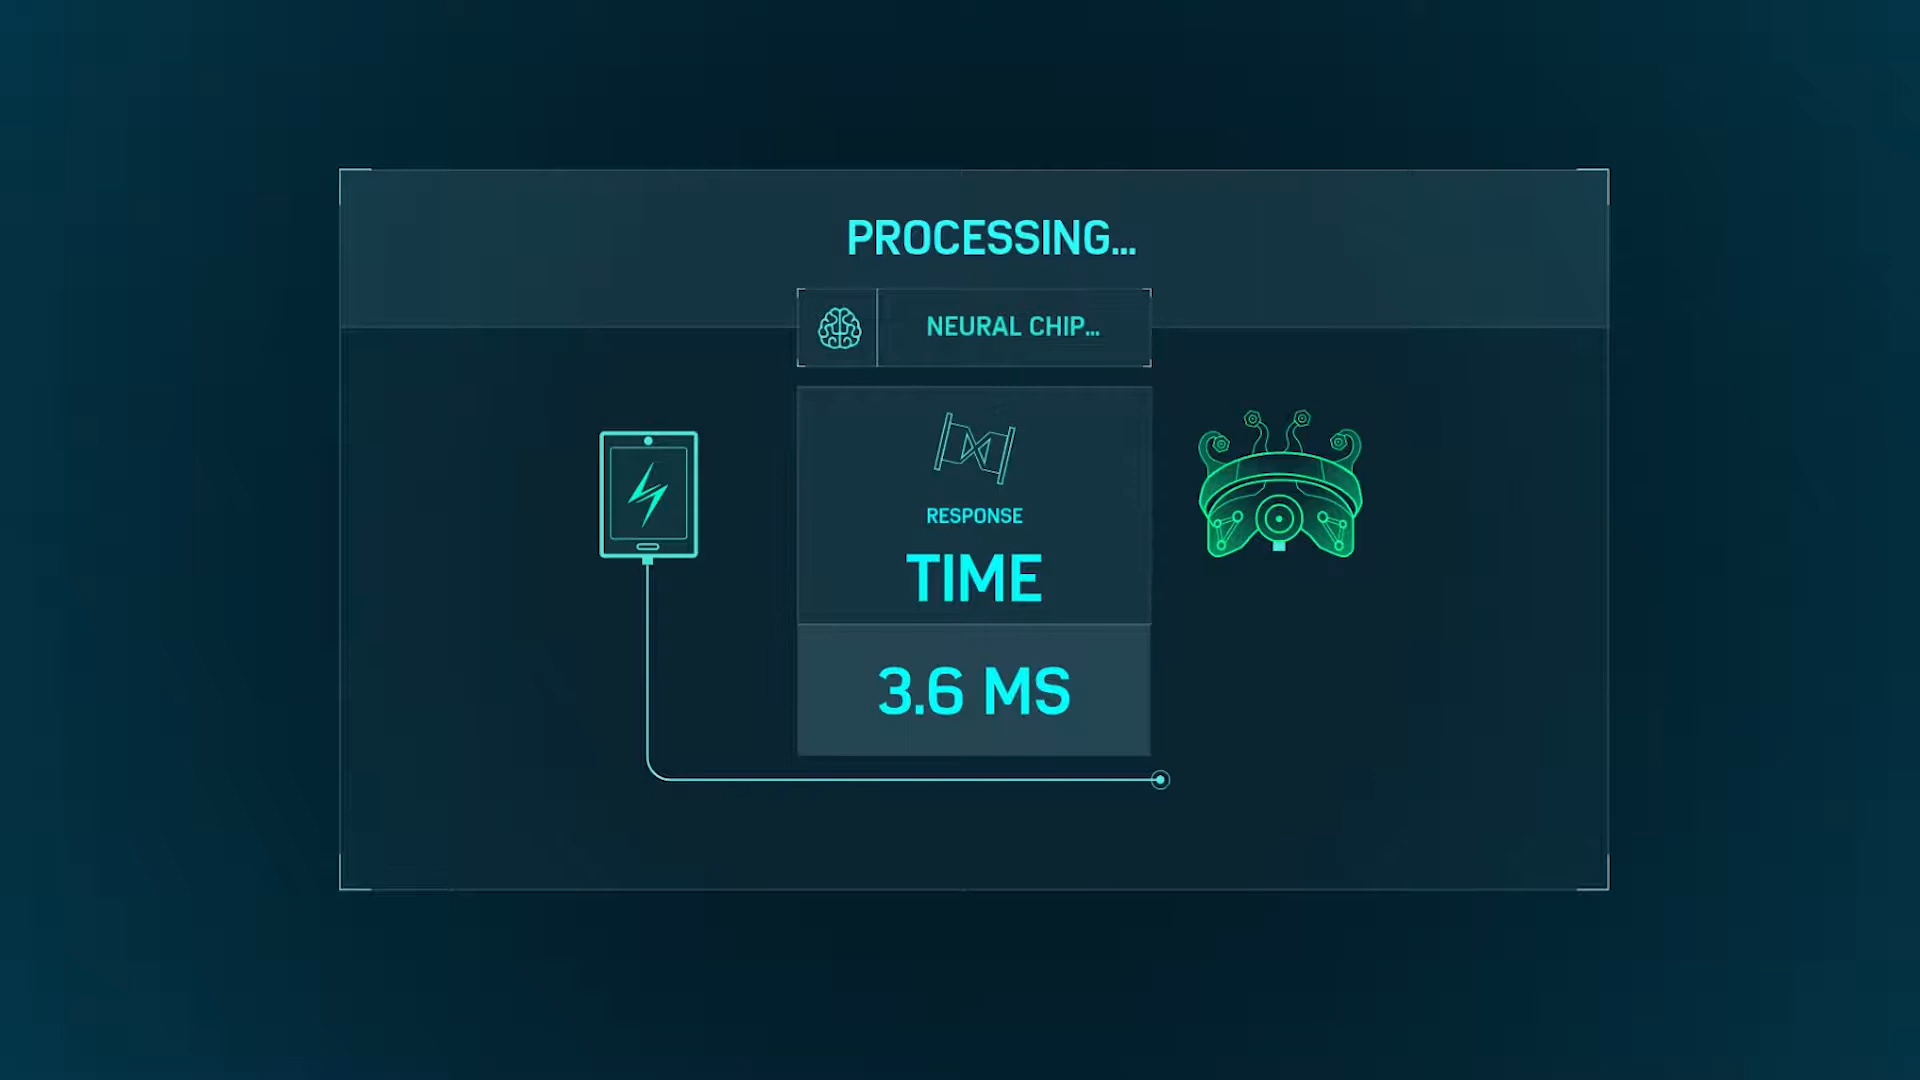 PROCESSING...
NEURAL CHIP...
RESPONSE
TIME
3.6 MS